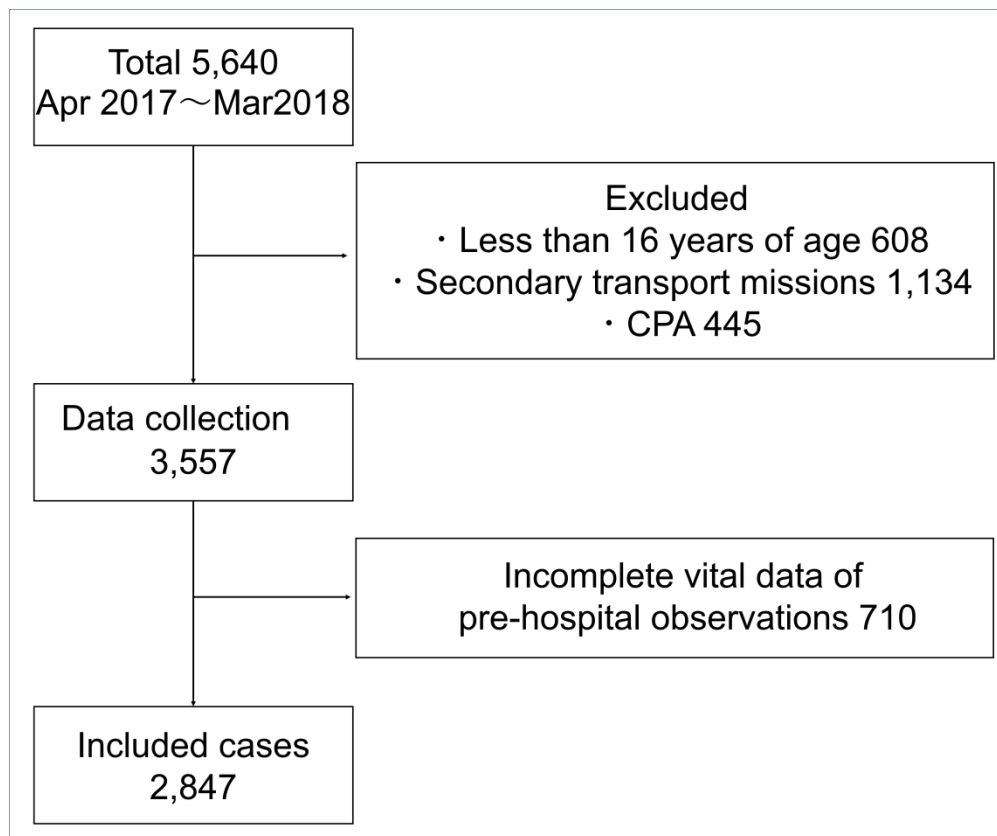 Total 5,640
Apr 2017～Mar2018
Excluded
・Less than 16 years of age 608
・Secondary transport missions 1,134
・CPA 445
Data collection
3,557
Incomplete vital data of
pre-hospital observations 710
Included cases
2,847